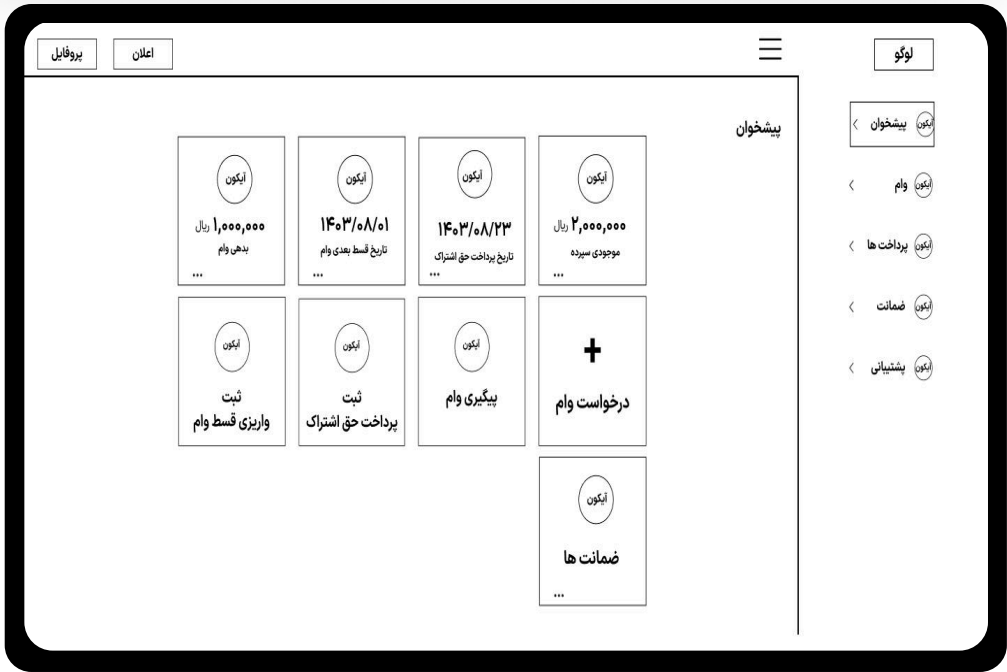 لوگو
اعلان
پروفایل
آیکون
پیشخوان
آیکون
وام
آیکون
پرداخت ها
آیکون
ضمانت
آیکون
پشتیبانی
پیشخوان
آیکون
۲,۰۰۰,۰۰۰ ریال
موجودی سپرده
...
آیکون
۱۴۰۳/۰۸/۲۳
تاریخ پرداخت حق اشتراک
...
آیکون
۱۴۰۳/۰۸/۰۱
تاریخ قسط بعدی وام
...
آیکون
۱,۰۰۰,۰۰۰ ریال
بدهی وام
...
+
درخواست وام
آیکون
پیگیری وام
آیکون
ثبت
پرداخت حق اشتراک
آیکون
ثبت
واریزی قسط وام
آیکون
ضمانت ها
...